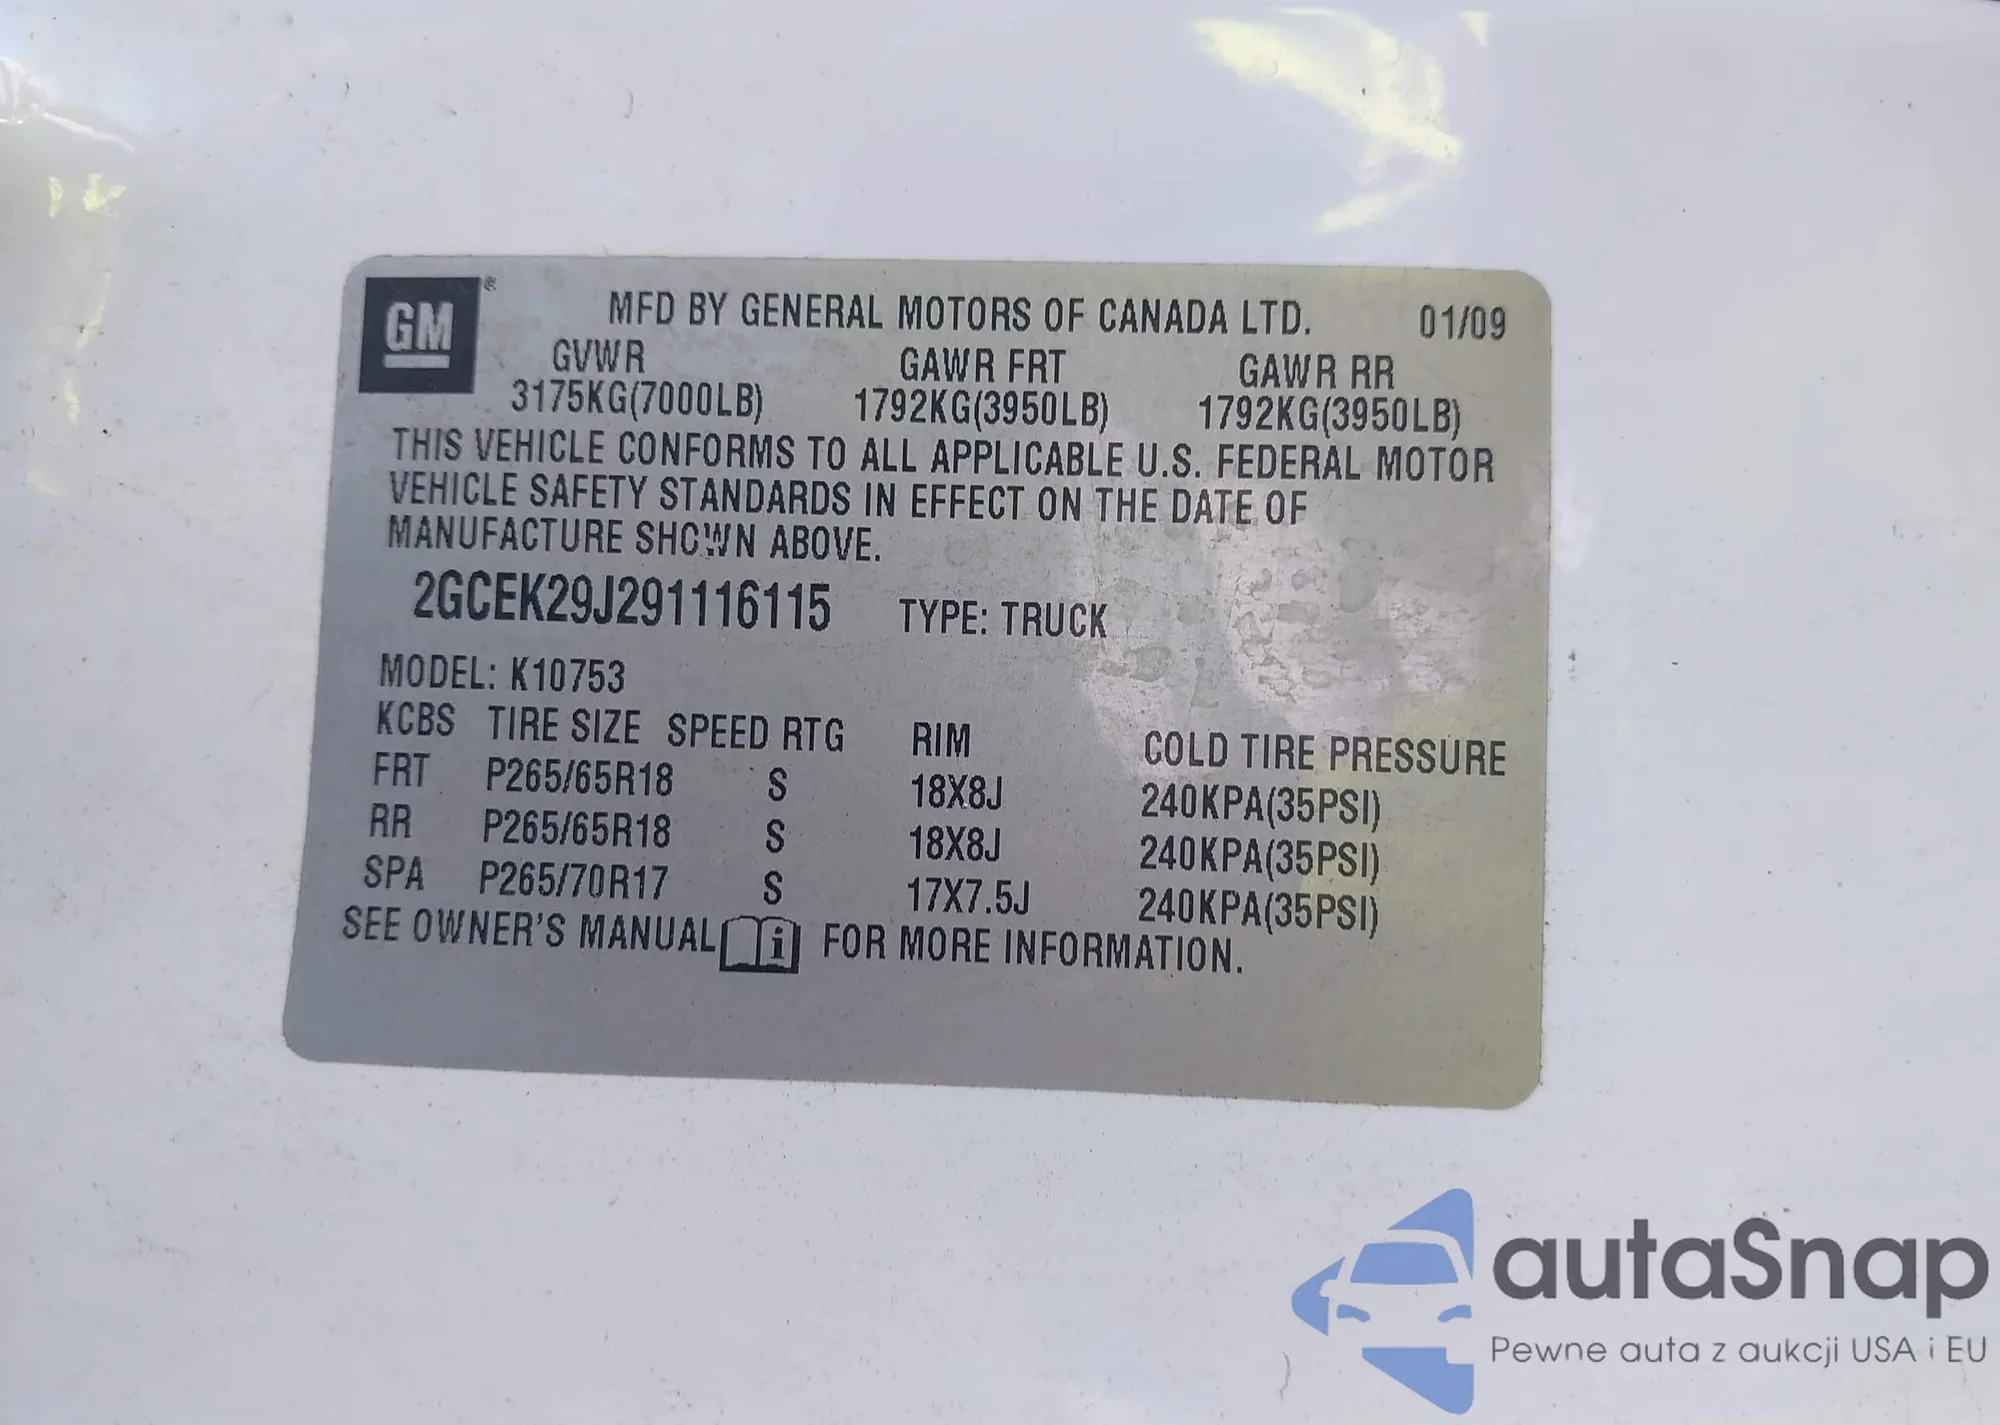 GM ® MFD BY GENERAL MOTORS OF CANADA LTD. 01/09
GVWR GAWR FRT GAWR RR
3175KG(7000LB) 1792KG(3950LB) 1792KG(3950LB)
THIS VEHICLE CONFORMS TO ALL APPLICABLE U.S. FEDERAL MOTOR
VEHICLE SAFETY STANDARDS IN EFFECT ON THE DATE OF
MANUFACTURE SHOWN ABOVE.
2GCEK29J291116115 TYPE: TRUCK
MODEL: K10753
KCBS TIRE SIZE SPEED RTG RIM COLD TIRE PRESSURE
FRT P265/65R18 S 18X8J 240KPA(35PSI)
RR P265/65R18 S 18X8J 240KPA(35PSI)
SPA P265/70R17 S 17X7.5J 240KPA(35PSI)
SEE OWNER'S MANUAL i FOR MORE INFORMATION.
autaSnap
Pewne auta z aukcji USA i EU